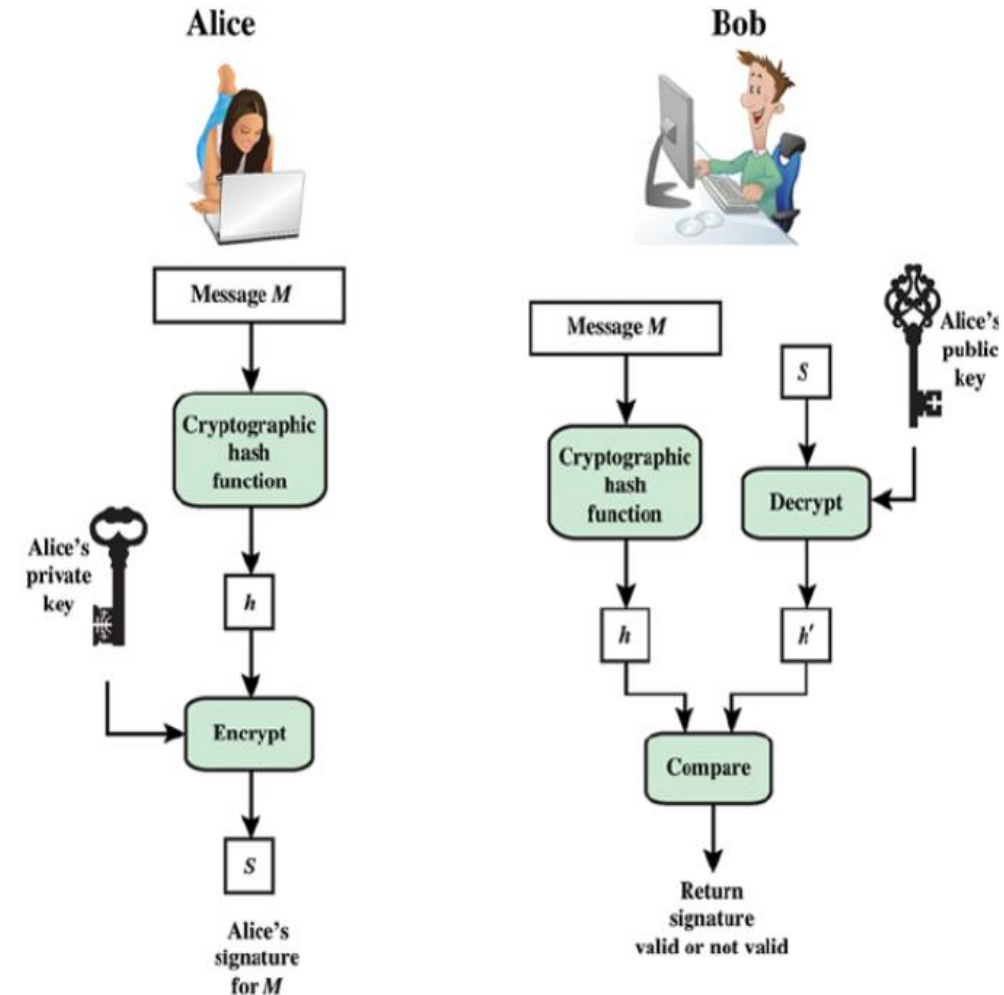 Alice
Message M
Cryptographic
hash
function
Alice's
private
key
h
Encrypt
S
Alice's
signature
for M
Bob
Message M
S
Alice's
public
key
Cryptographic
hash
function
Decrypt
h
h′
Compare
Return
signature
valid or not valid